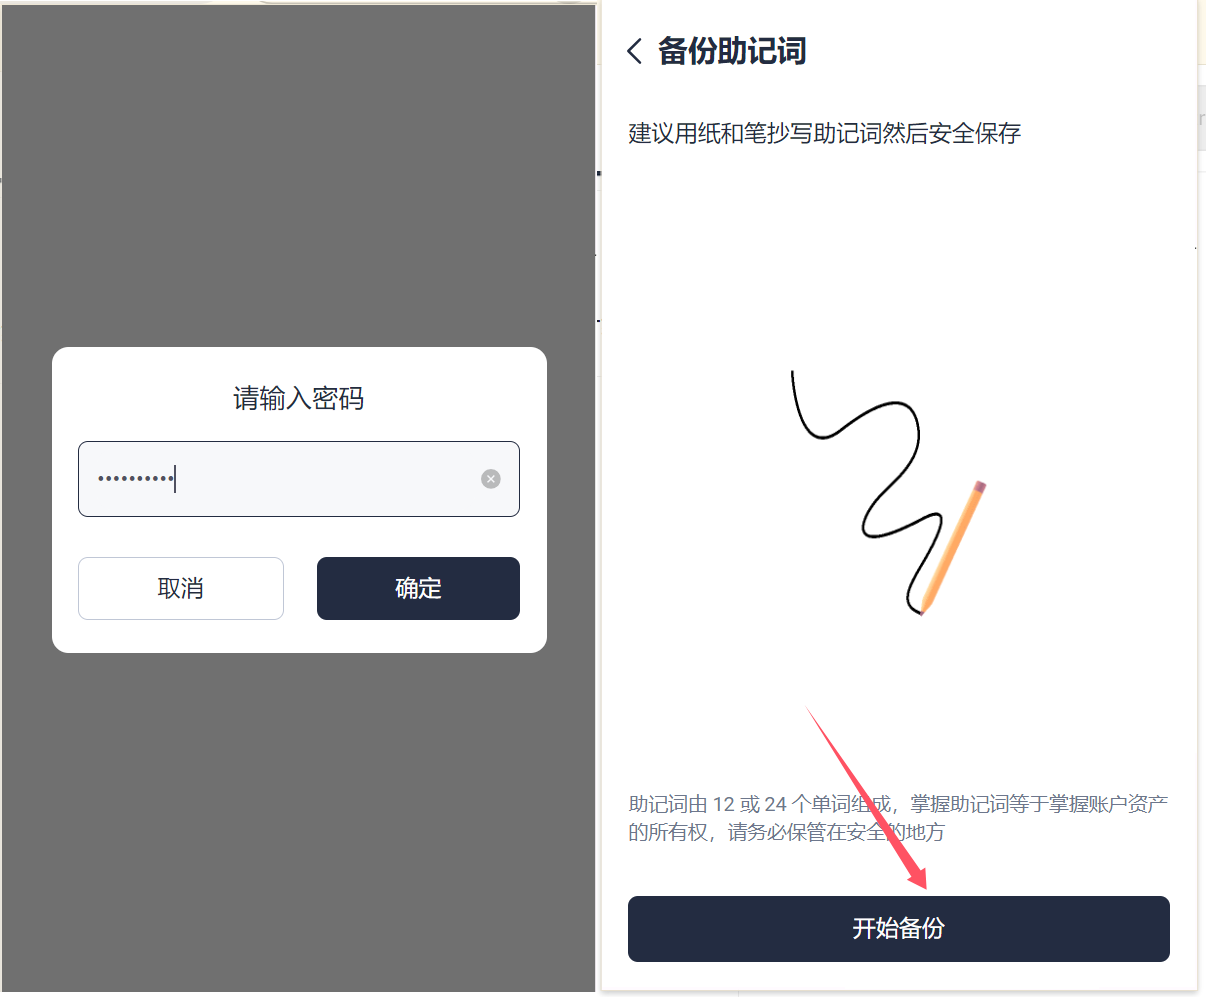 请输入密码
••••••••••
取消
确定
备份助记词
建议用纸和笔抄写助记词然后安全保存
助记词由 12 或 24 个单词组成，掌握助记词等于掌握账户资产
的所有权，请务必保管在安全的地方
开始备份